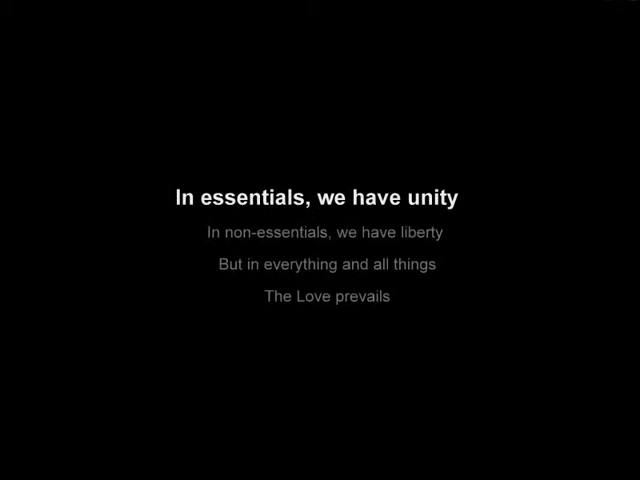 In essentials, we have unity
In non-essentials, we have liberty
But in everything and all things
The Love prevails